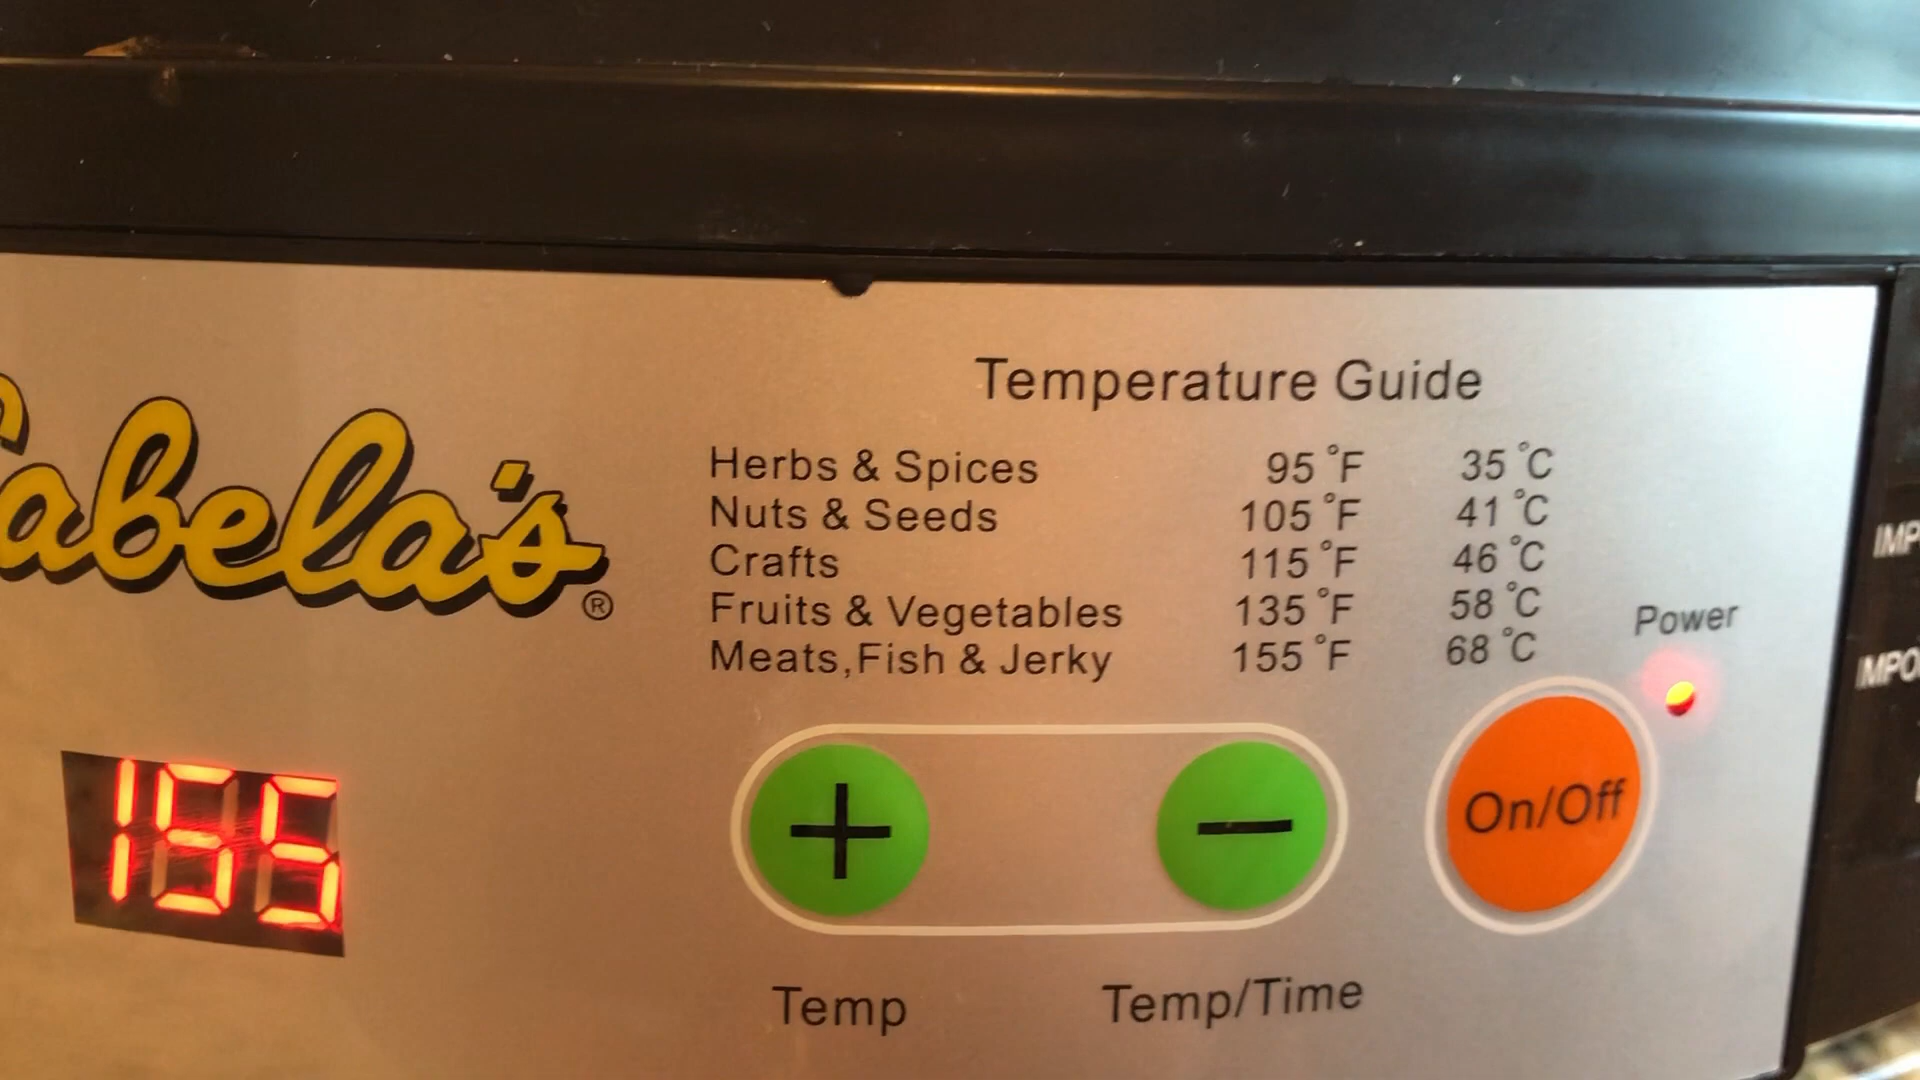 Temperature Guide
Cabela's®
Herbs & Spices 95°F 35°C
Nuts & Seeds 105°F 41°C
Crafts 115°F 46°C
Fruits & Vegetables 135°F 58°C
Meats,Fish & Jerky 155°F 68°C
Power
155
+
−
On/Off
Temp
Temp/Time